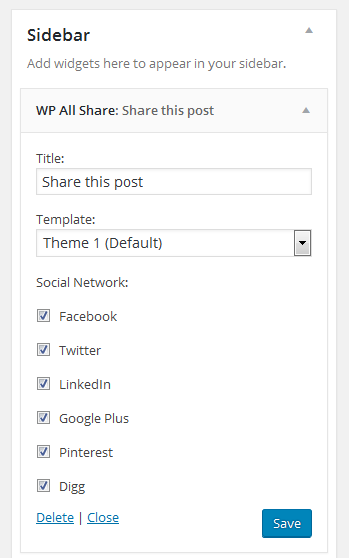 Sidebar
Add widgets here to appear in your sidebar.
WP All Share: Share this post
Title:
Share this post
Template:
Theme 1 (Default)
Social Network:
Facebook
Twitter
LinkedIn
Google Plus
Pinterest
Digg
Delete | Close
Save